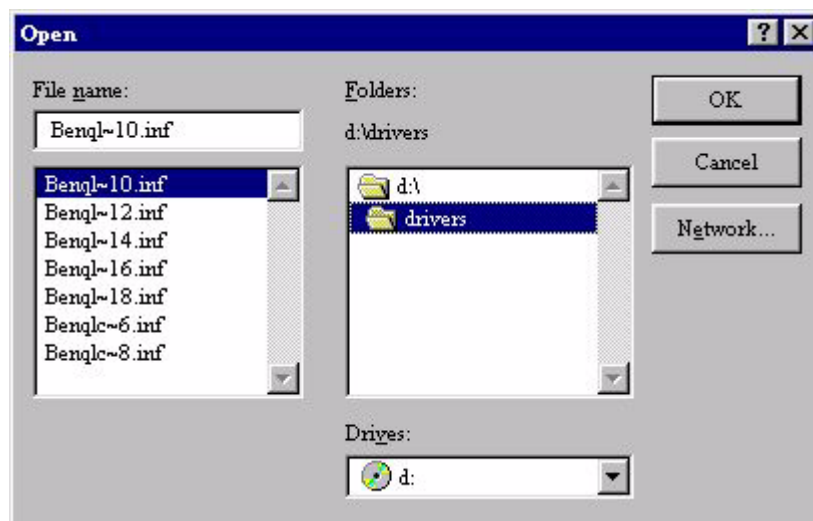 Open
File name:
Benql~10.inf
Benql~10.inf
Benql~12.inf
Benql~14.inf
Benql~16.inf
Benql~18.inf
Benqlc~6.inf
Benqlc~8.inf
Folders:
d:\drivers
d:\
drivers
Drives:
d:
OK
Cancel
Network...